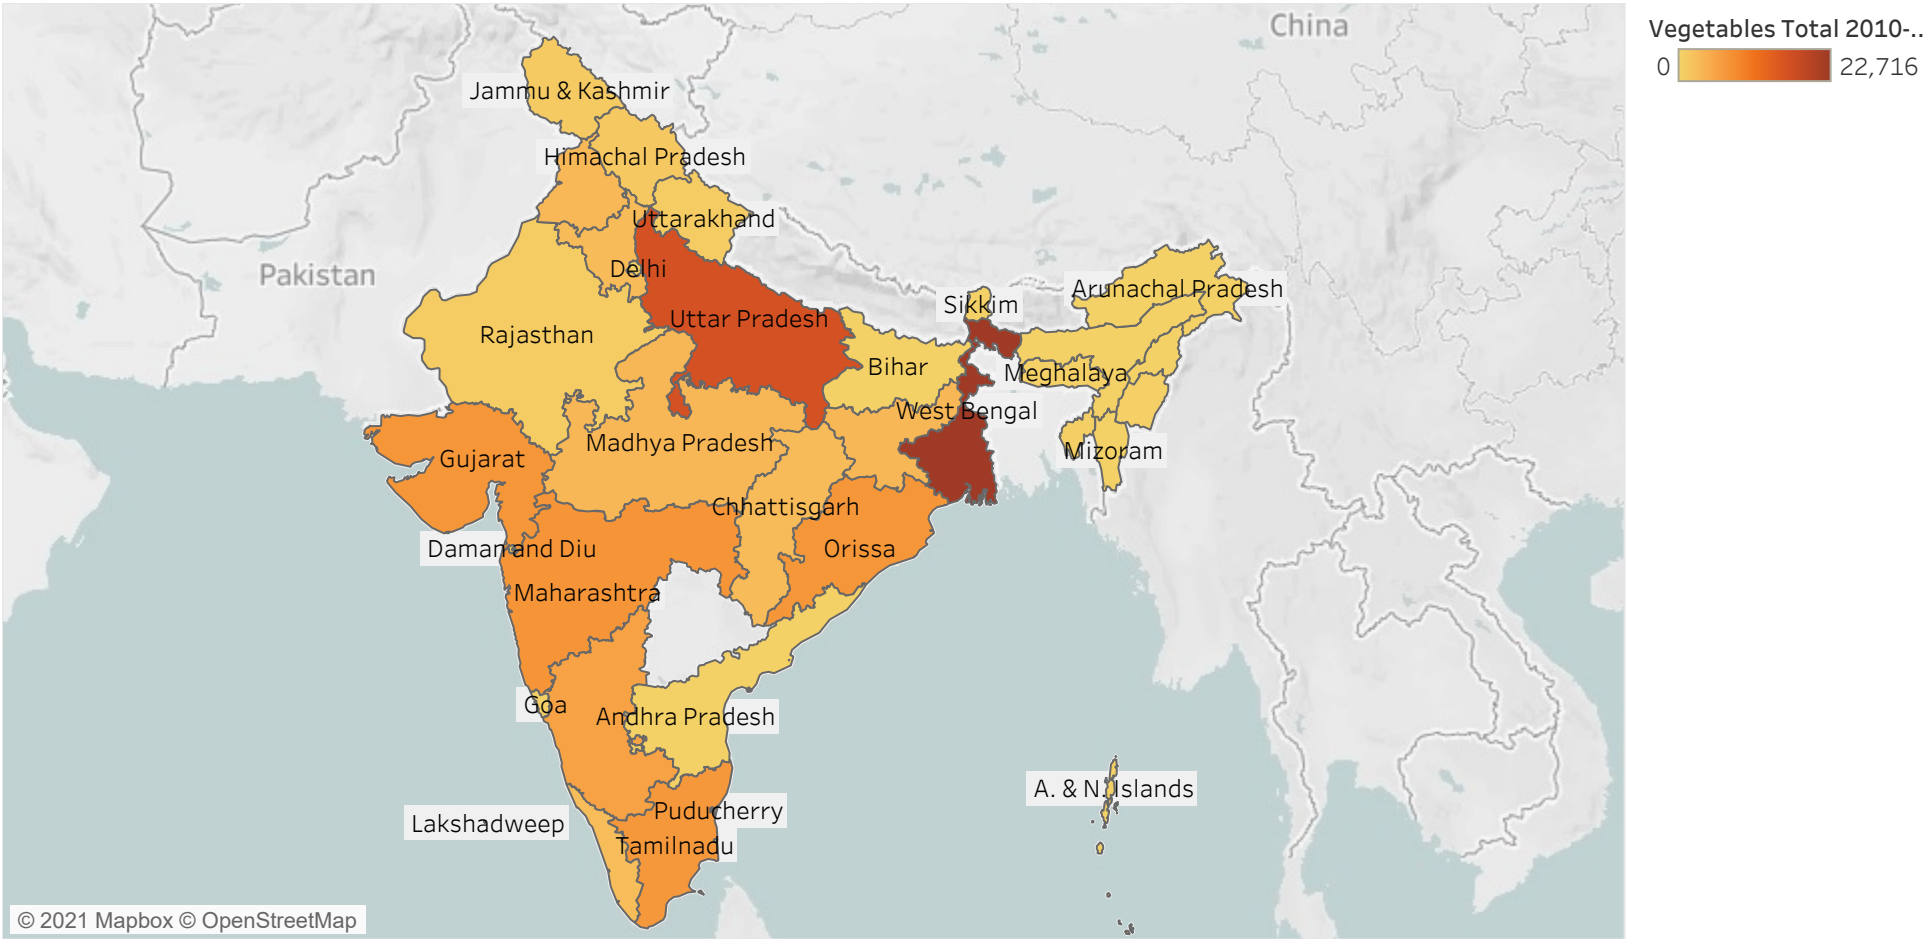 China
Vegetables Total 2010-..
0
22,716
Jammu & Kashmir
Himachal Pradesh
Uttarakhand
Pakistan
Delhi
Arunachal Pradesh
Sikkim
Uttar Pradesh
Rajasthan
Bihar
Meghalaya
West Bengal
Madhya Pradesh
Mizoram
Gujarat
Chhattisgarh
Daman and Diu
Orissa
Maharashtra
Goa
Andhra Pradesh
A. & N. Islands
Puducherry
Lakshadweep
Tamilnadu
© 2021 Mapbox © OpenStreetMap